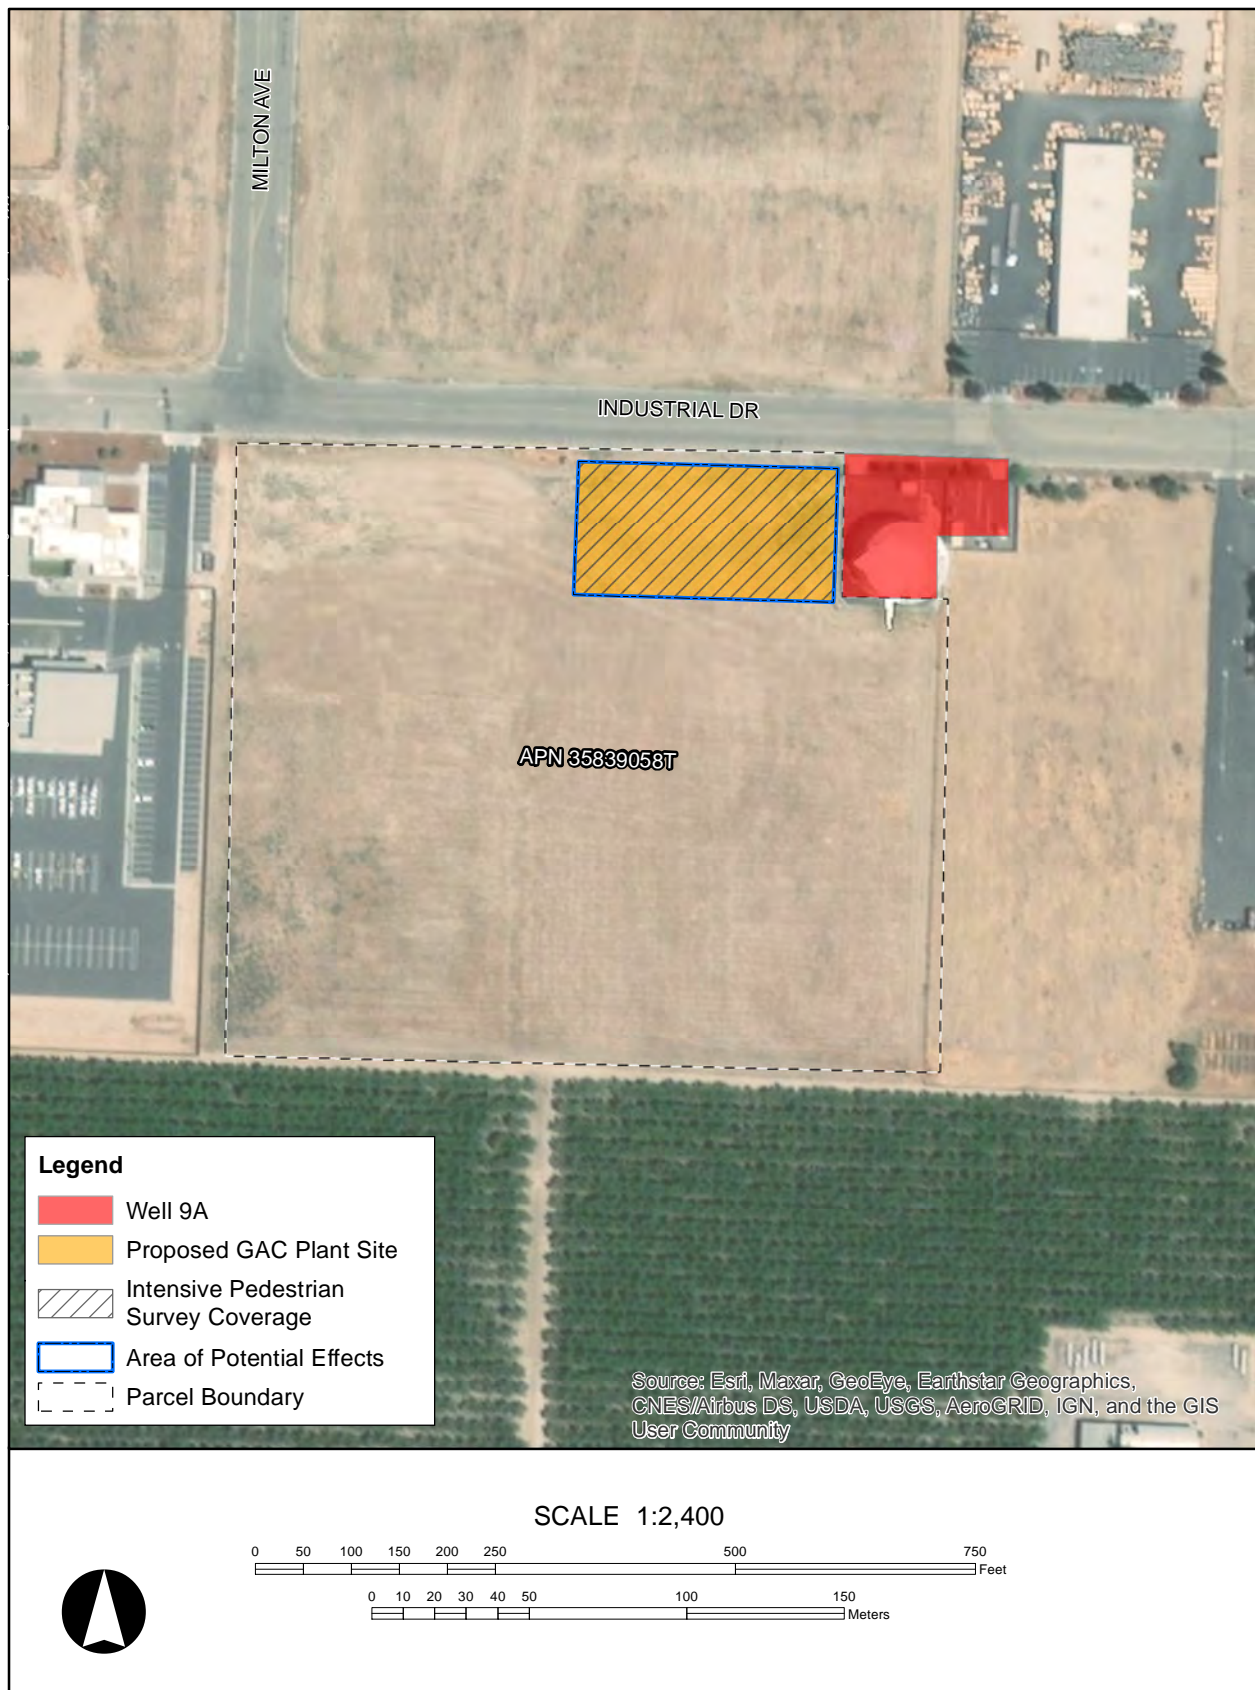 MILTON AVE
INDUSTRIAL DR
APN 35839058T
Legend
Well 9A
Proposed GAC Plant Site
Intensive Pedestrian
Survey Coverage
Area of Potential Effects
Parcel Boundary
Source: Esri, Maxar, GeoEye, Earthstar Geographics,
CNES/Airbus DS, USDA, USGS, AeroGRID, IGN, and the GIS
User Community
SCALE 1:2,400
0 50 100 150 200 250 500 750
Feet
0 10 20 30 40 50 100 150
Meters